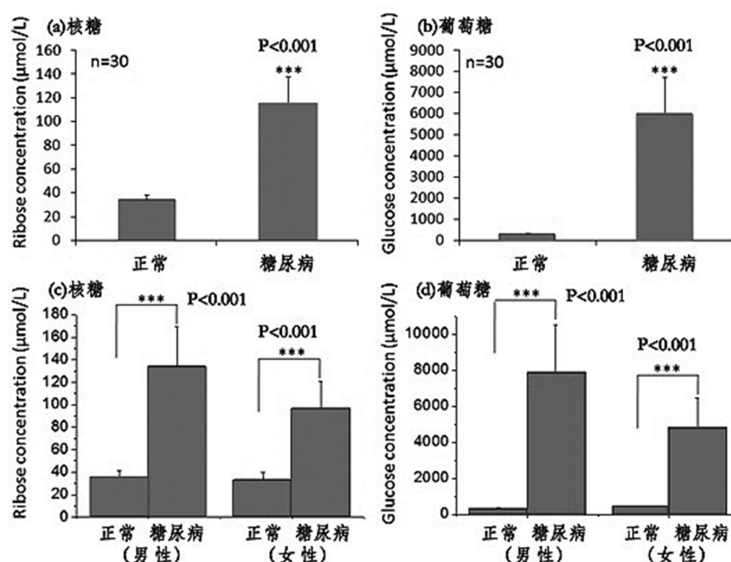 (a)核糖
Ribose concentration (μmol/L)
160
140
120
100
80
60
40
20
0
n=30
P<0.001
***
正常 糖尿病
(b)葡萄糖
Glucose concentration (μmol/L)
9000
8000
7000
6000
5000
4000
3000
2000
1000
0
n=30
P<0.001
***
正常 糖尿病
(c)核糖
Ribose concentration (μmol/L)
180
160
140
120
100
80
60
40
20
0
*** P<0.001
P<0.001
***
正常 糖尿病 正常 糖尿病
(男 性) (女 性)
(d)葡萄糖
Glucose concentration (μmol/L)
10000
8000
6000
4000
2000
0
*** P<0.001
P<0.001
***
正常 糖尿病 正常 糖尿病
(男 性) (女 性)